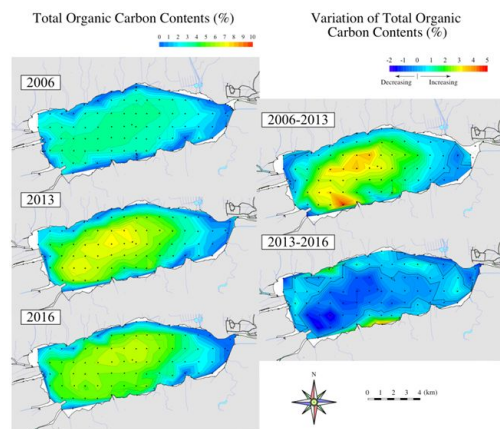 Total Organic Carbon Contents (%)
0 1 2 3 4 5 6 7 8 9 10
2006
2013
2016
Variation of Total Organic
Carbon Contents (%)
-2 -1 0 1 2 3 4 5
Decreasing Increasing
2006-2013
2013-2016
N
0 1 2 3 4 (km)